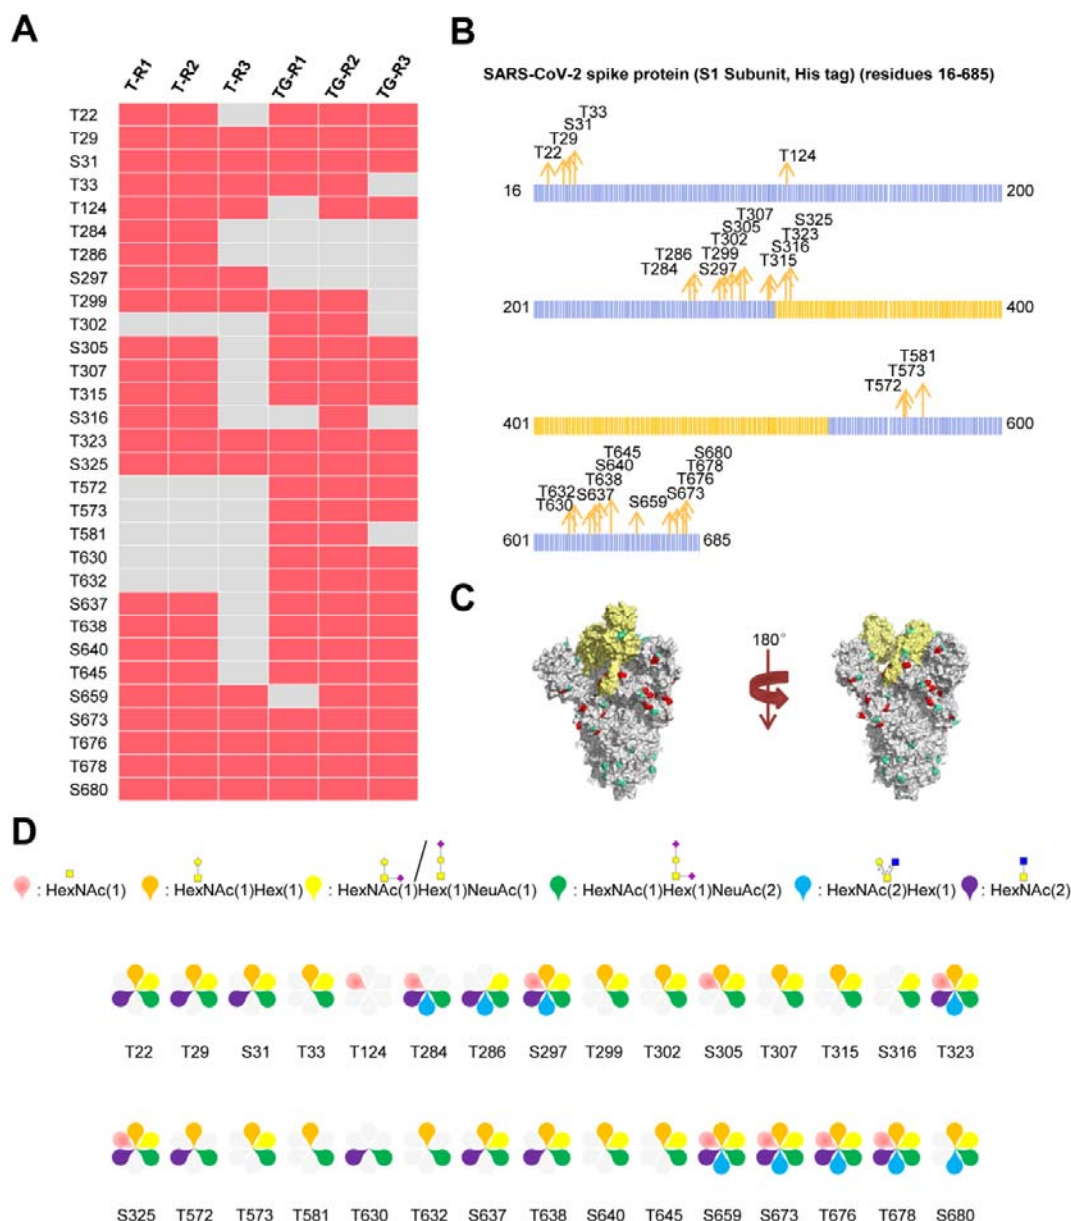 A
T-R1 T-R2 T-R3 TG-R1 TG-R2 TG-R3
T22
T29
S31
T33
T124
T284
T286
S297
T299
T302
S305
T307
T315
S316
T323
S325
T572
T573
T581
T630
T632
S637
T638
S640
T645
S659
S673
T676
T678
S680
B
SARS-CoV-2 spike protein (S1 Subunit, His tag) (residues 16-685)
T33
S31
T29
T22 T124
16 200
T307 S325
S305 T323
T302 S316
T286 T299 T315
T284 S297
201 400
T581
T573
T572
401 600
T645 S680
S640 T678
T638 T676
T632 S637 S659 S673
T630
601 685
C
180°
D
: HexNAc(1) : HexNAc(1)Hex(1) : HexNAc(1)Hex(1)NeuAc(1) : HexNAc(1)Hex(1)NeuAc(2) : HexNAc(2)Hex(1) : HexNAc(2)
T22 T29 S31 T33 T124 T284 T286 S297 T299 T302 S305 T307 T315 S316 T323
S325 T572 T573 T581 T630 T632 S637 T638 S640 T645 S659 S673 T676 T678 S680